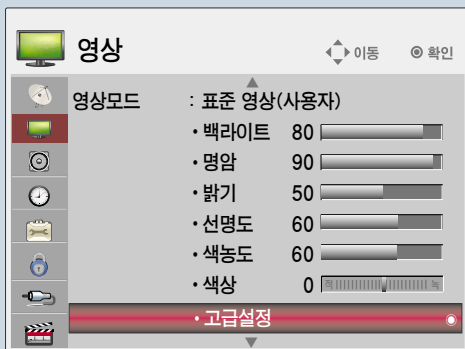 영상
이동 확인
영상모드 : 표준 영상(사용자)
•백라이트 80
•명암 90
•밝기 50
•선명도 60
•색농도 60
•색상 0 적 녹
•고급설정